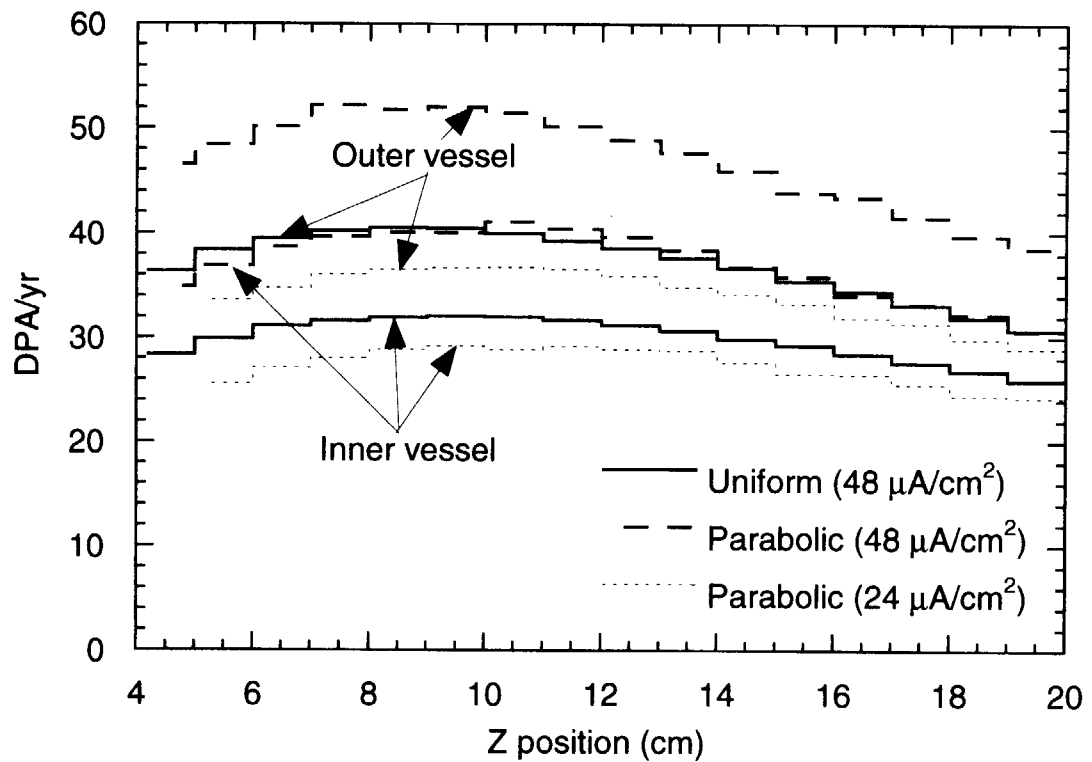 60
50
40
30
20
10
0
DPA/yr
Outer vessel
Inner vessel
Uniform (48 μA/cm²)
Parabolic (48 μA/cm²)
Parabolic (24 μA/cm²)
4 6 8 10 12 14 16 18 20
Z position (cm)